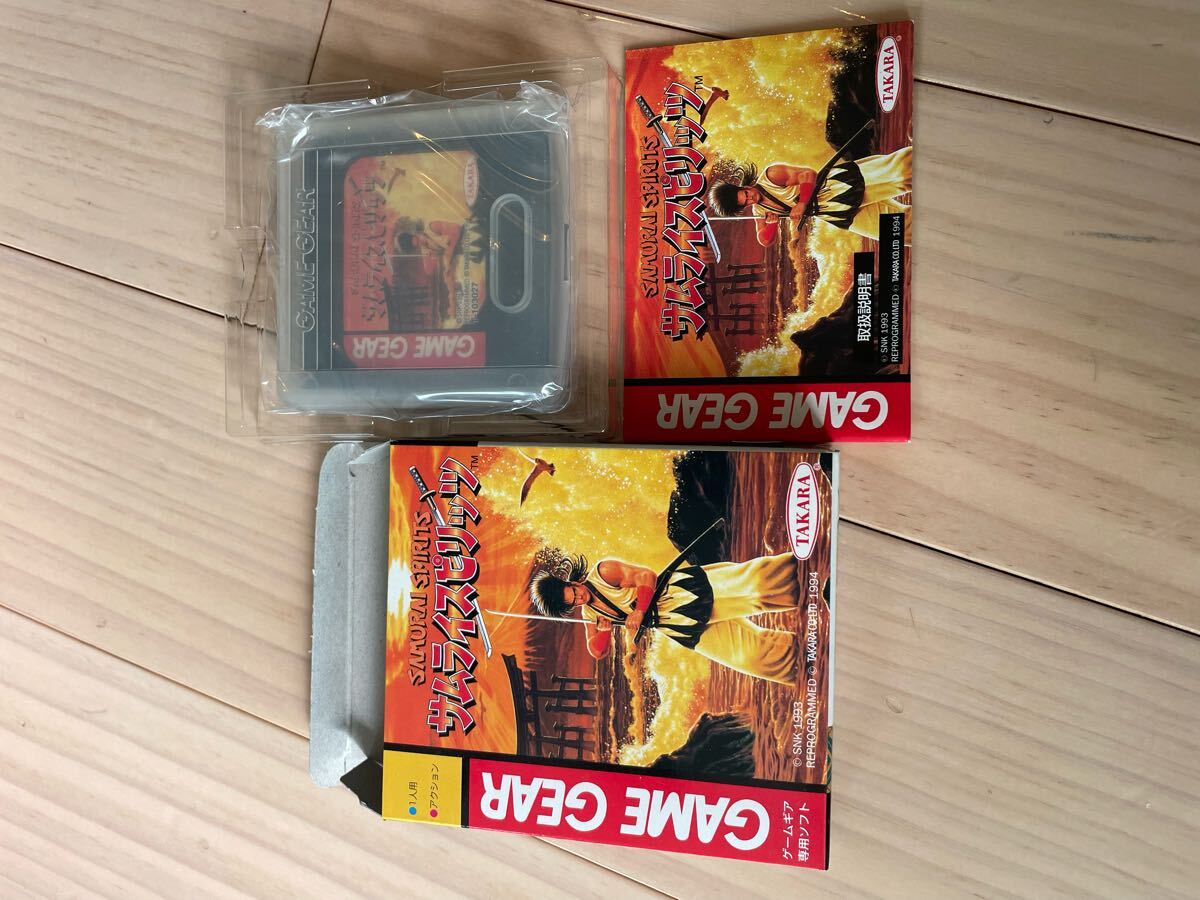 GAME GEAR
サムライスピリッツ
TAKARA
GAME GEAR
SAMURAI SPIRITS
サムライスピリッツ™
TAKARA®
取扱説明書
© SNK 1993
REPROGRAMMED © TAKARA CO.,LTD 1994
GAME GEAR
SAMURAI SPIRITS
サムライスピリッツ™
TAKARA®
© SNK 1993
REPROGRAMMED © TAKARA CO.,LTD 1994
●1人用
●アクション
GAME GEAR
ゲームギア
専用ソフト